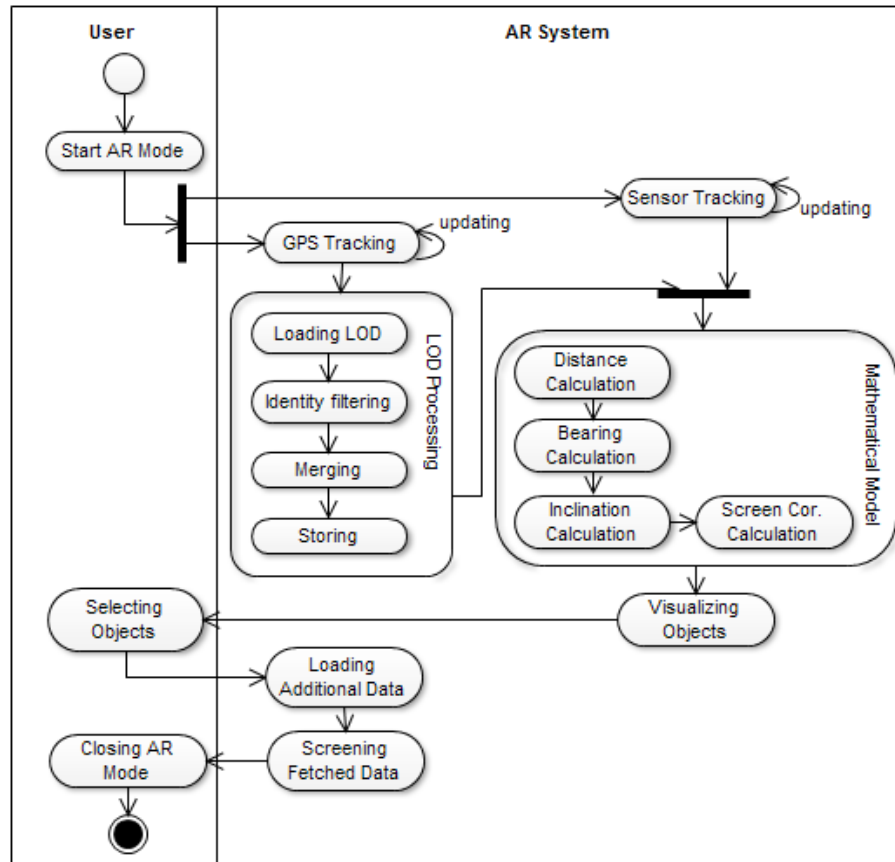 User
AR System
Start AR Mode
Sensor Tracking
updating
GPS Tracking
updating
LOD Processing
Loading LOD
Identity filtering
Merging
Storing
Mathematical Model
Distance
Calculation
Bearing
Calculation
Inclination
Calculation
Screen Cor.
Calculation
Visualizing
Objects
Selecting
Objects
Loading
Additional Data
Screening
Fetched Data
Closing AR
Mode